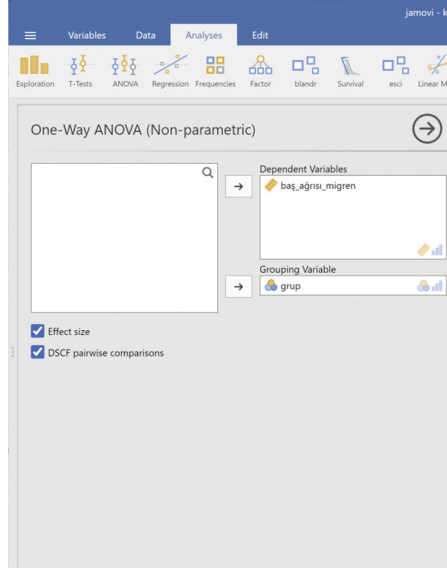 jamovi - k
Variables Data Analyses Edit
Exploration T-Tests ANOVA Regression Frequencies Factor blandr Survival esci Linear M
One-Way ANOVA (Non-parametric)
Dependent Variables
baş_ağrısı_migren
Grouping Variable
grup
Effect size
DSCF pairwise comparisons